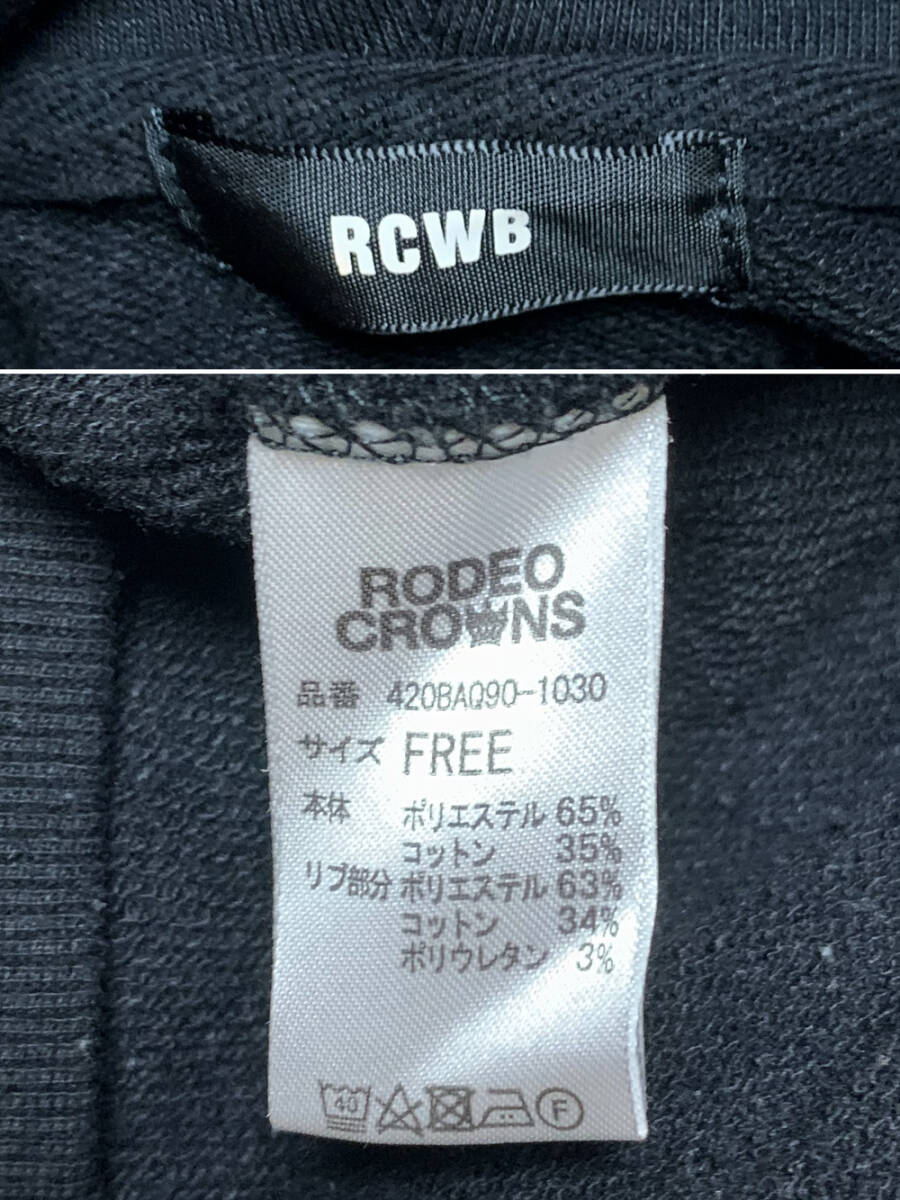 RCWB
RODEO
CROWNS
品番 420BAQ90-1030
サイズ FREE
本体 ポリエステル 65%
コットン 35%
リブ部分 ポリエステル 63%
コットン 34%
ポリウレタン 3%
40 F